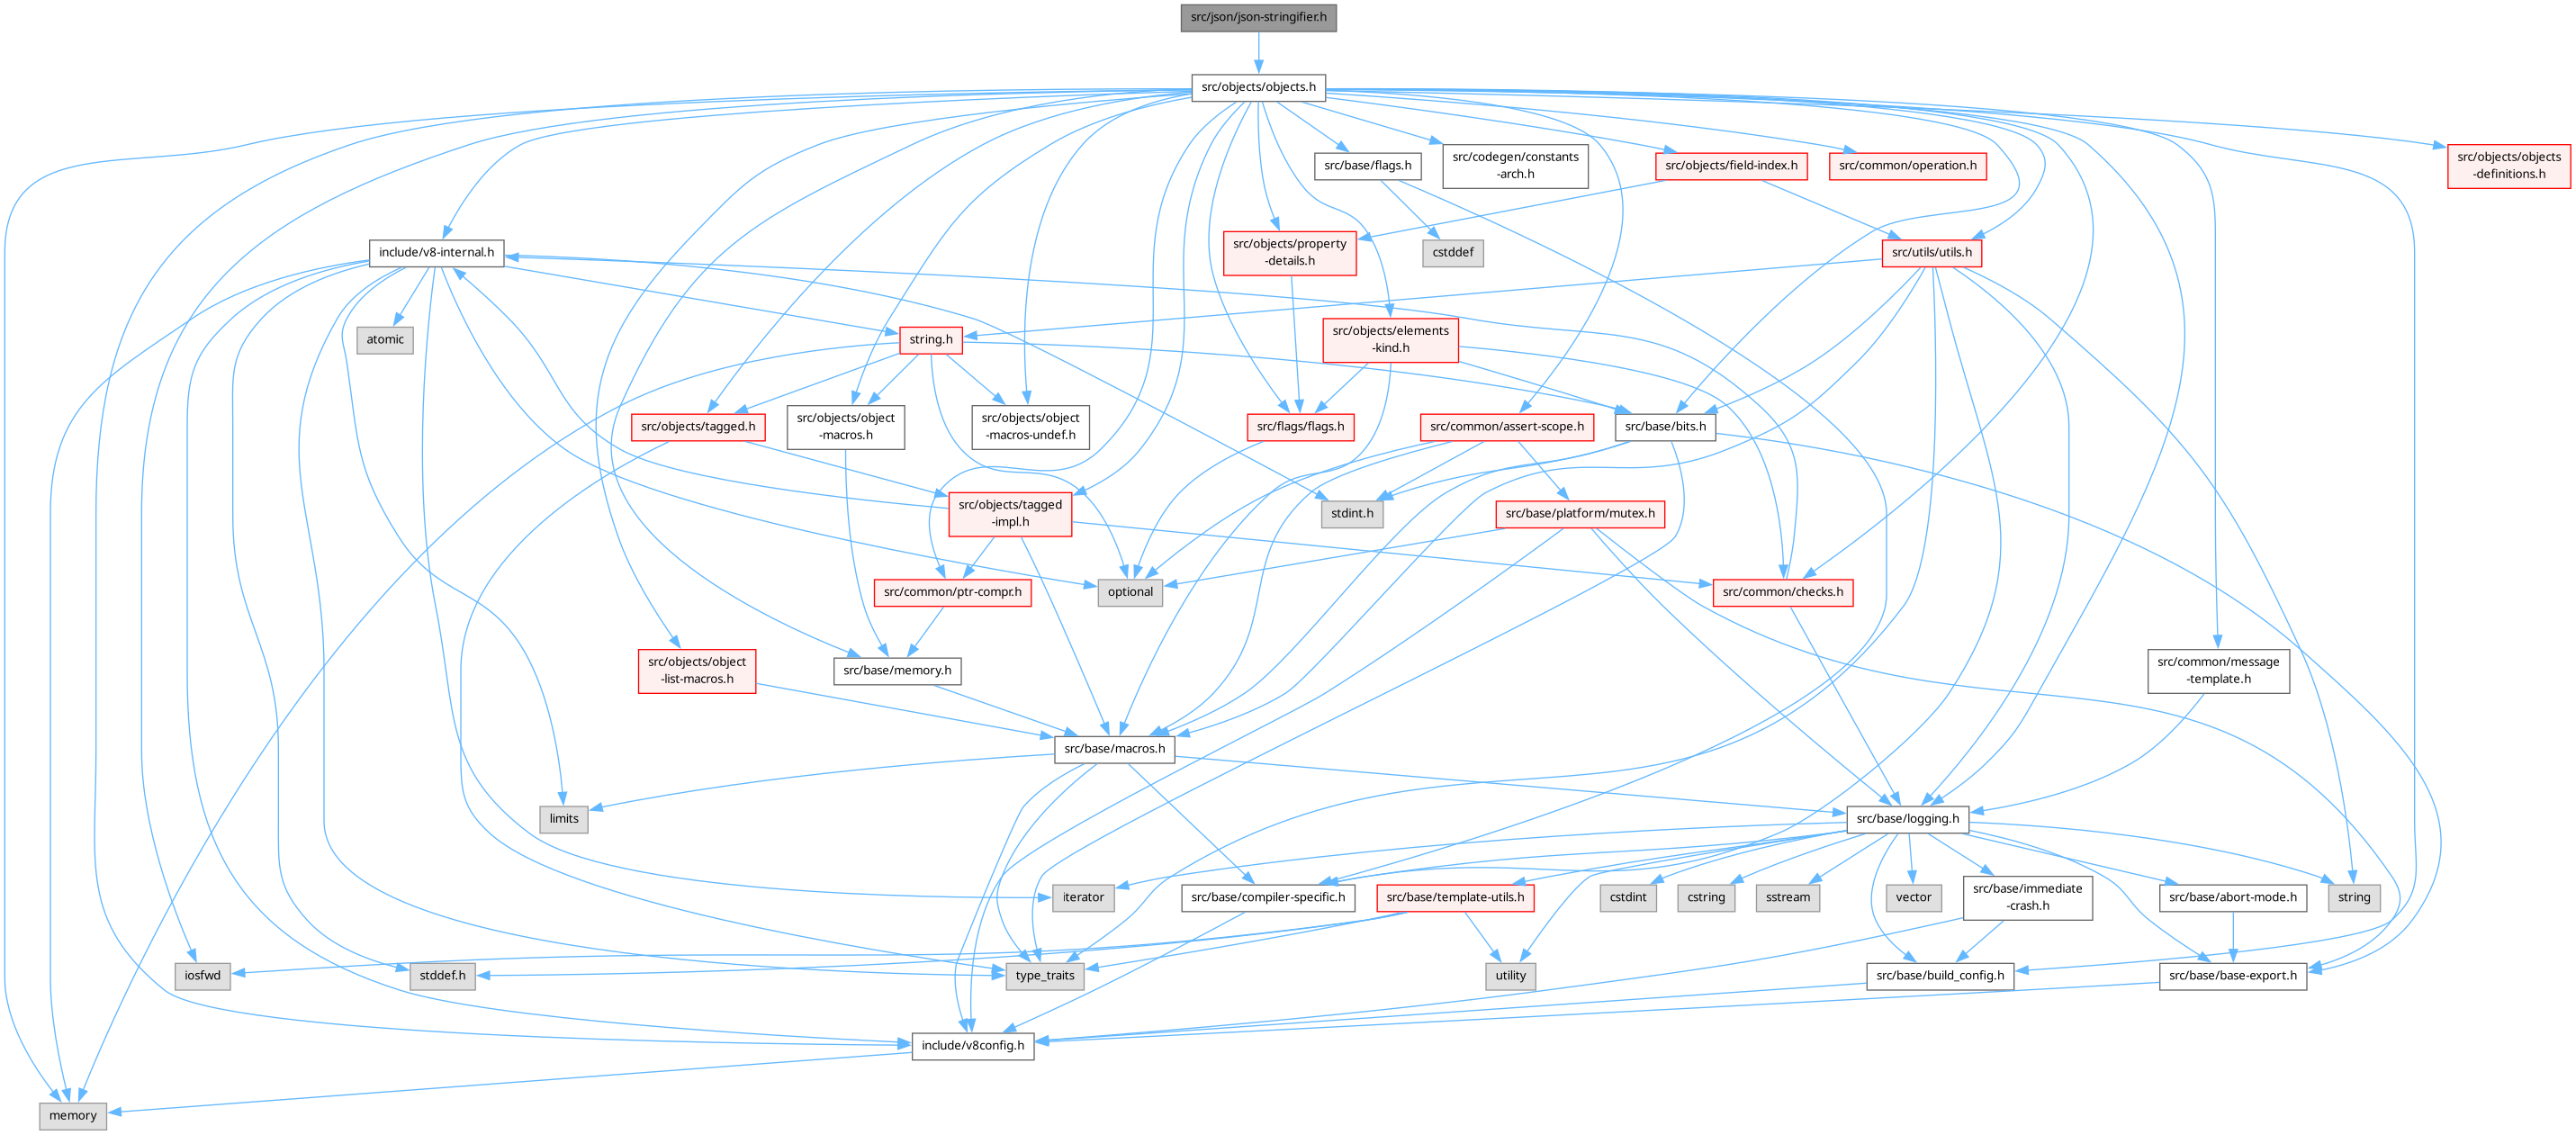 src/json/json-stringifier.h
src/objects/objects.h
src/base/flags.h
src/codegen/constants
-arch.h
src/objects/field-index.h
src/common/operation.h
src/objects/objects
-definitions.h
include/v8-internal.h
src/objects/property
-details.h
cstddef
src/utils/utils.h
atomic
string.h
src/objects/elements
-kind.h
src/objects/tagged.h
src/objects/object
-macros.h
src/objects/object
-macros-undef.h
src/flags/flags.h
src/common/assert-scope.h
src/base/bits.h
src/objects/tagged
-impl.h
stdint.h
src/base/platform/mutex.h
src/common/ptr-compr.h
optional
src/common/checks.h
src/objects/object
-list-macros.h
src/base/memory.h
src/common/message
-template.h
src/base/macros.h
limits
src/base/logging.h
iterator
src/base/compiler-specific.h
src/base/template-utils.h
cstdint
cstring
sstream
vector
src/base/immediate
-crash.h
src/base/abort-mode.h
string
iosfwd
stddef.h
type_traits
utility
src/base/build_config.h
src/base/base-export.h
include/v8config.h
memory